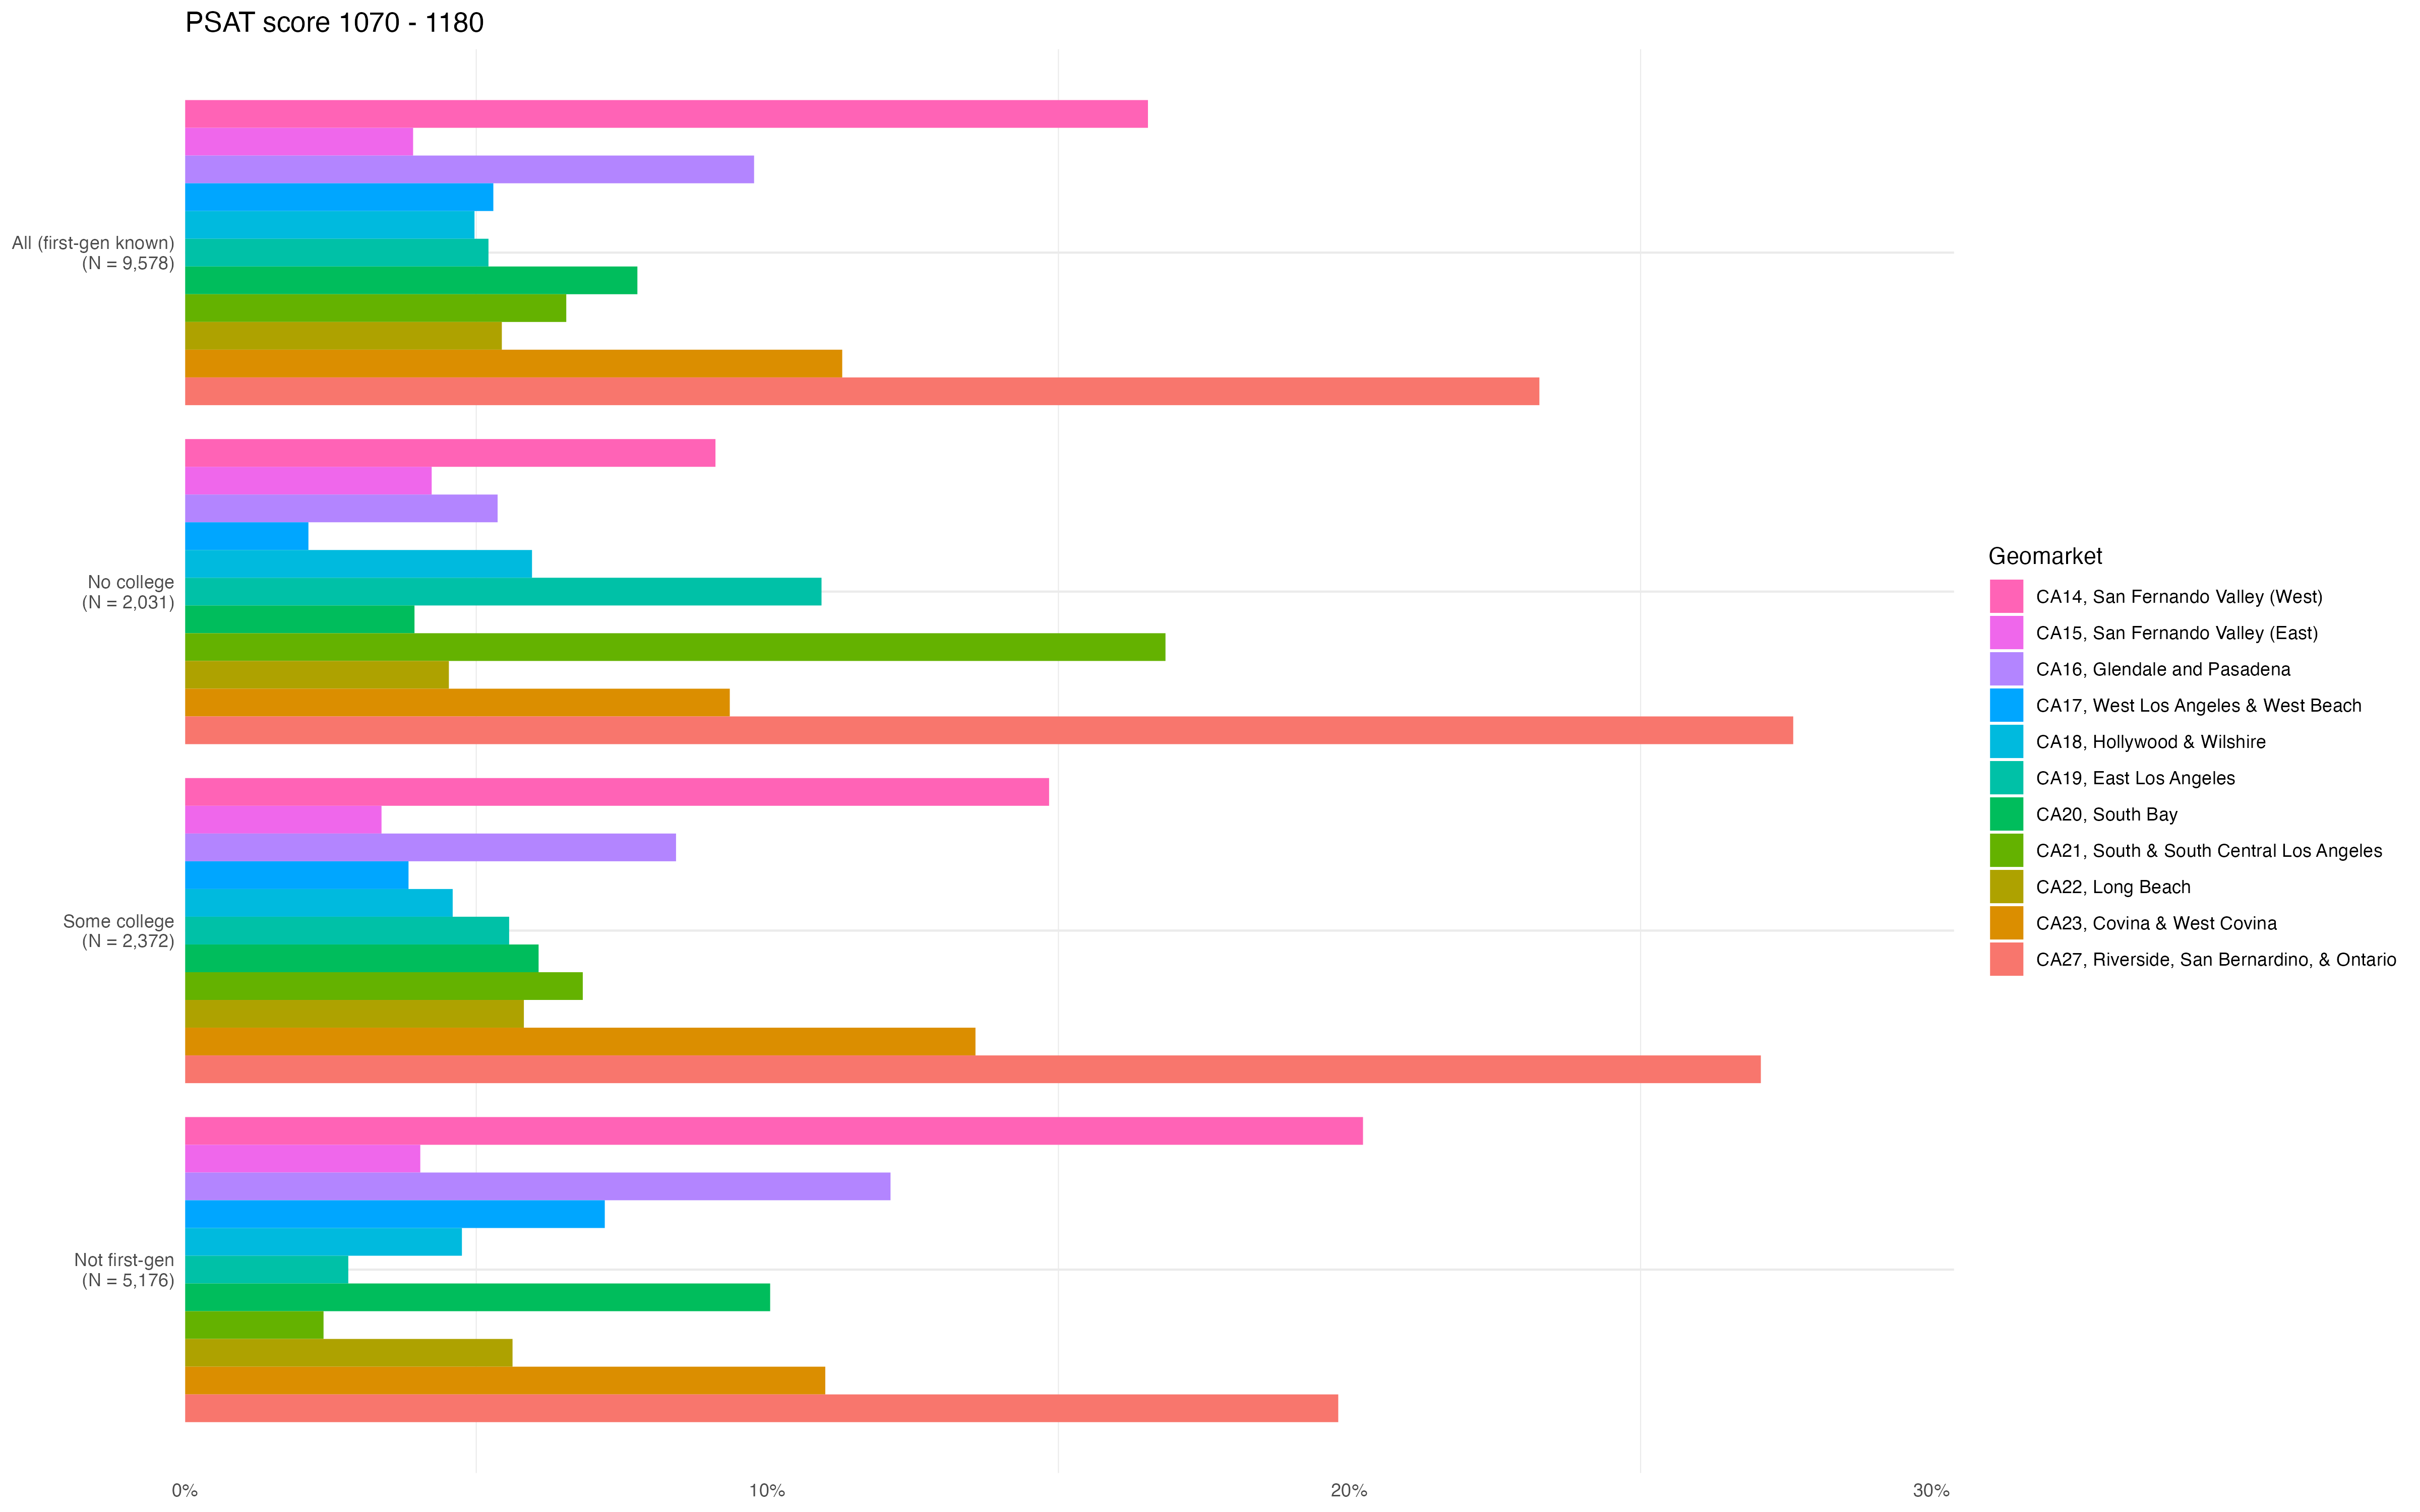 PSAT score 1070 - 1180
All (first-gen known)
(N = 9,578)
No college
(N = 2,031)
Some college
(N = 2,372)
Not first-gen
(N = 5,176)
0%
10%
20%
30%
Geomarket
CA14, San Fernando Valley (West)
CA15, San Fernando Valley (East)
CA16, Glendale and Pasadena
CA17, West Los Angeles & West Beach
CA18, Hollywood & Wilshire
CA19, East Los Angeles
CA20, South Bay
CA21, South & South Central Los Angeles
CA22, Long Beach
CA23, Covina & West Covina
CA27, Riverside, San Bernardino, & Ontario